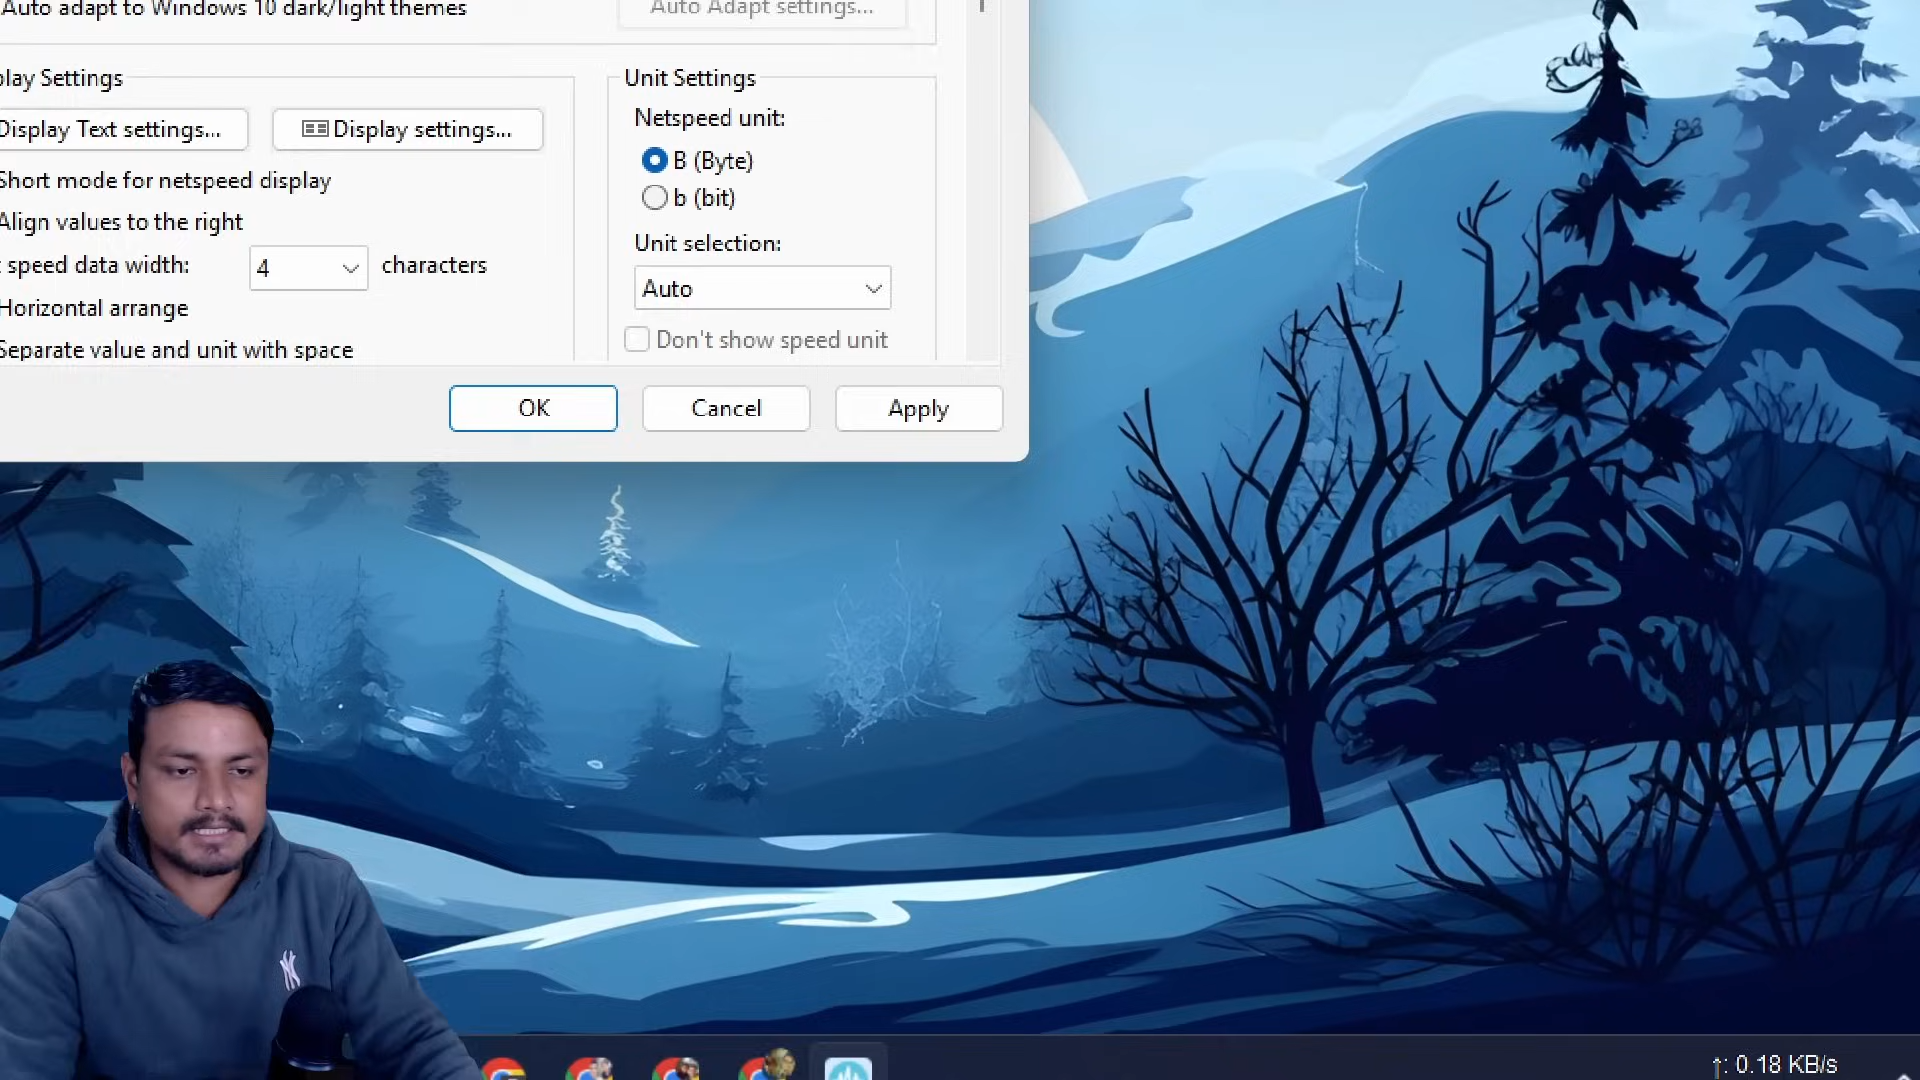 Auto adapt to Windows 10 dark/light themes
Auto Adapt settings...
play Settings
Display Text settings...
Display settings...
Short mode for netspeed display
Align values to the right
speed data width:
4
characters
Horizontal arrange
Separate value and unit with space
Unit Settings
Netspeed unit:
B (Byte)
b (bit)
Unit selection:
Auto
Don't show speed unit
OK
Cancel
Apply
NY
↑: 0.18 KB/s